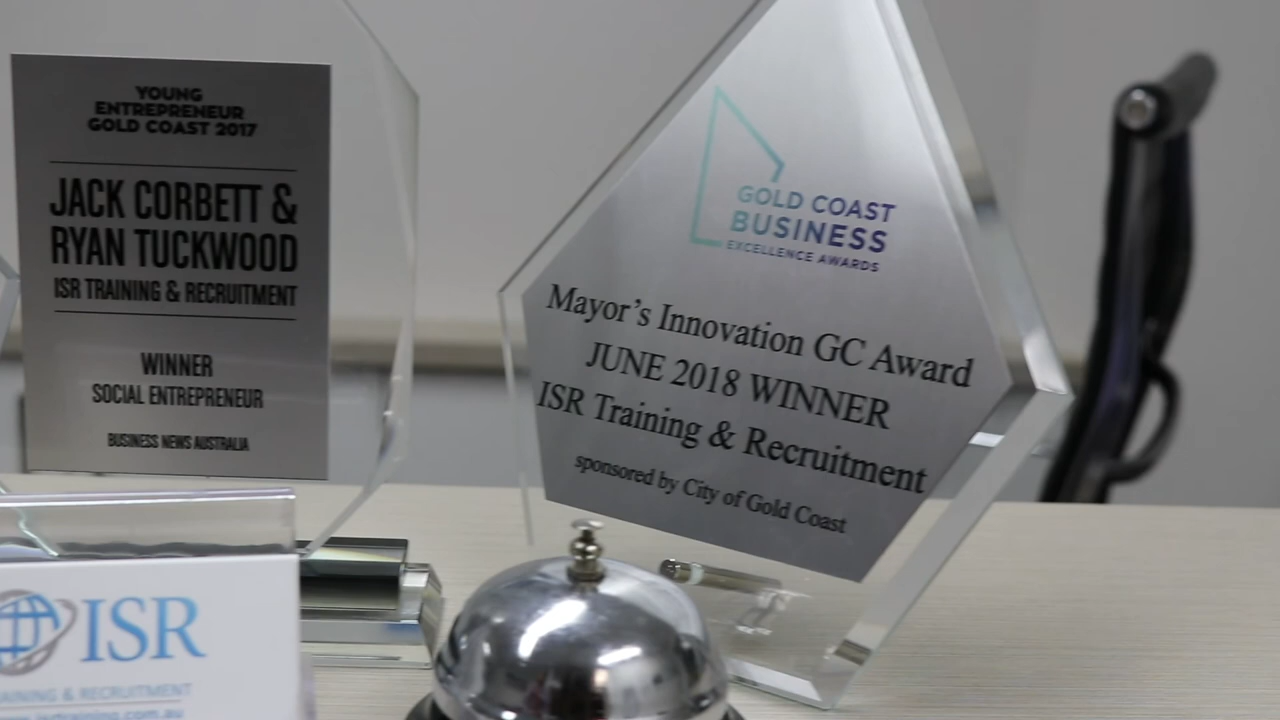 YOUNG
ENTREPRENEUR
GOLD COAST 2017
JACK CORBETT &
RYAN TUCKWOOD
ISR TRAINING & RECRUITMENT
WINNER
SOCIAL ENTREPRENEUR
BUSINESS NEWS AUSTRALIA
GOLD COAST
BUSINESS
EXCELLENCE AWARDS
Mayor's Innovation GC Award
JUNE 2018 WINNER
ISR Training & Recruitment
sponsored by City of Gold Coast
ISR
& RECRUITMENT